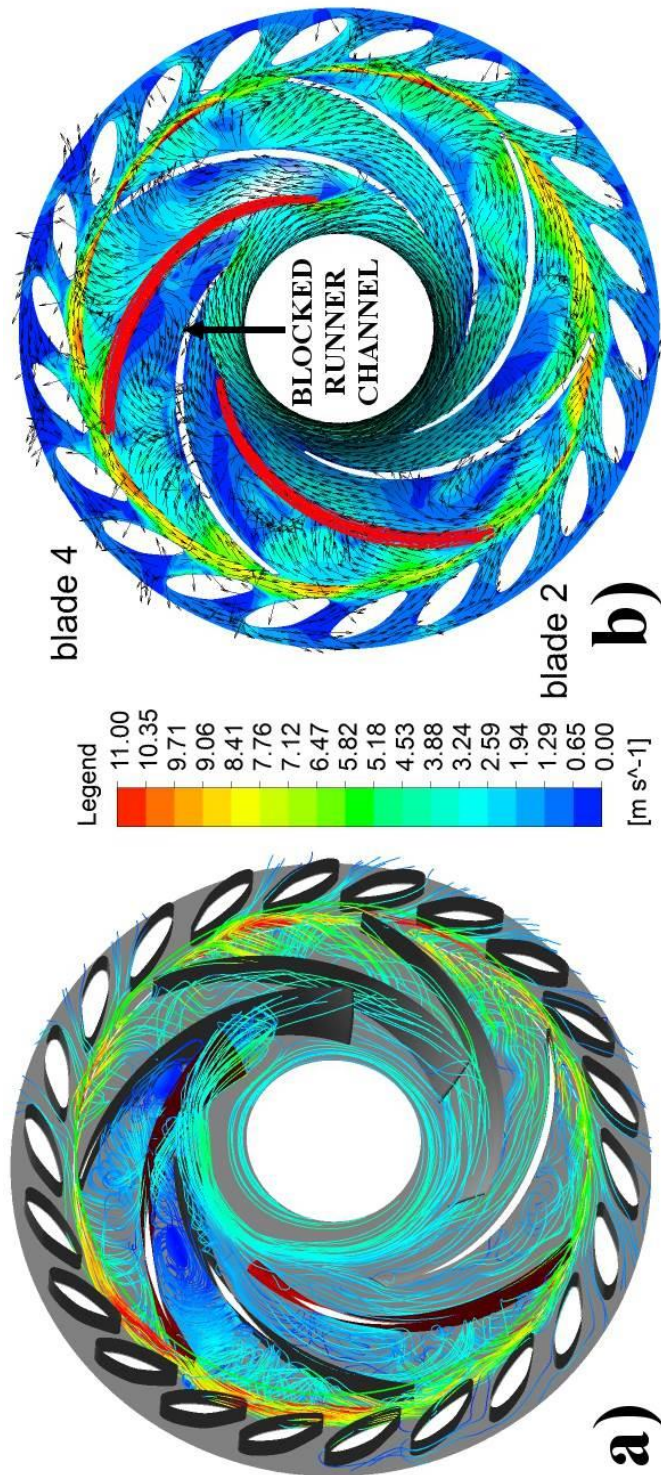 a)
Legend
11.00
10.35
9.71
9.06
8.41
7.76
7.12
6.47
5.82
5.18
4.53
3.88
3.24
2.59
1.94
1.29
0.65
0.00
[m s^-1]
blade 4
BLOCKED
RUNNER
CHANNEL
blade 2
b)